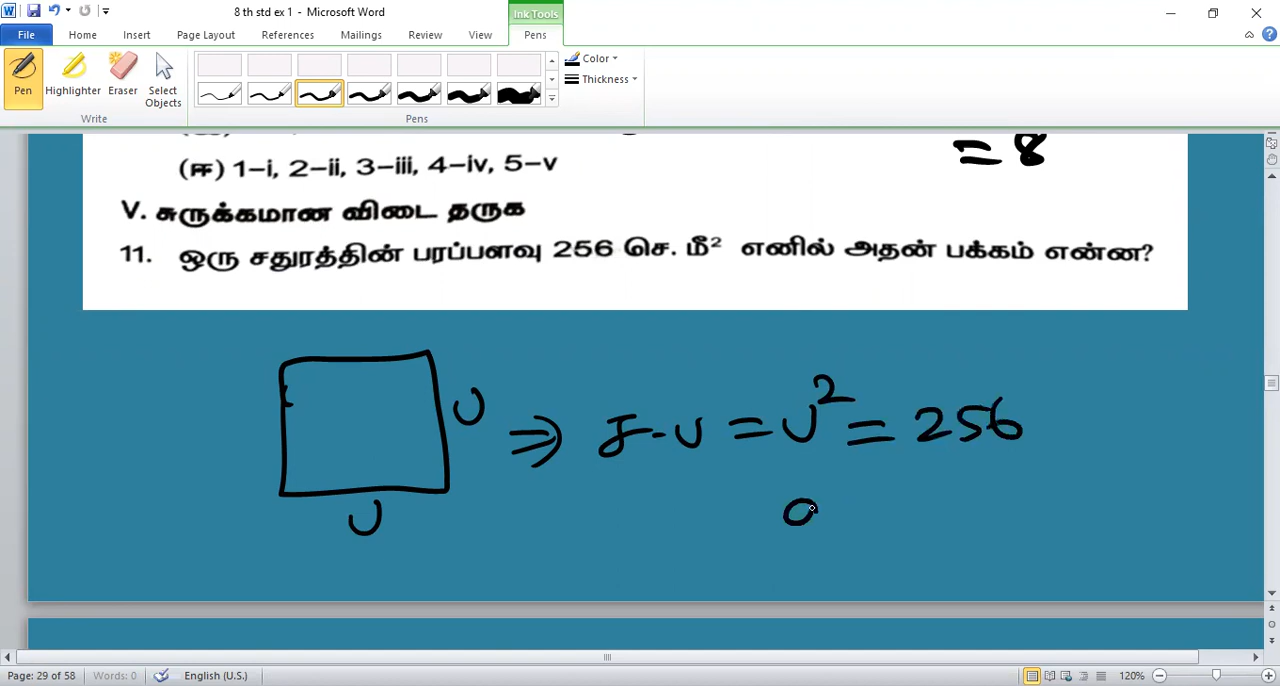 8 th std ex 1 - Microsoft Word
Ink Tools
File Home Insert Page Layout References Mailings Review View Pens
Pen Highlighter Eraser Select Objects
Color
Thickness
Write Pens
= 8
(ஈ) 1–i, 2–ii, 3–iii, 4–iv, 5–v
V. சுருக்கமான விடை தருக
11. ஒரு சதுரத்தின் பரப்பளவு 256 செ. மீ² எனில் அதன் பக்கம் என்ன?
ப
⇒ ச.ப = ப² = 256
ப
Page: 29 of 58 Words: 0 English (U.S.) 120%